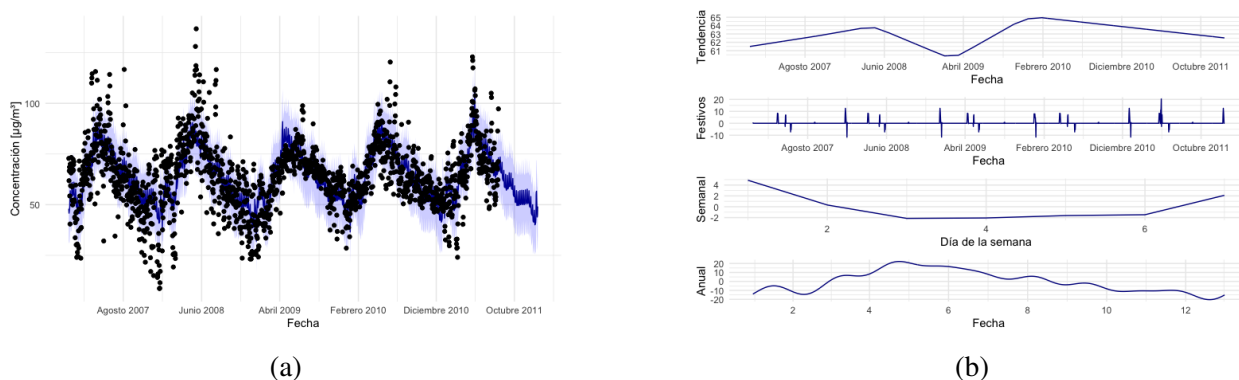 Concentración [µg/m³]
100
50
Agosto 2007 Junio 2008 Abril 2009 Febrero 2010 Diciembre 2010 Octubre 2011
Fecha
(a)
Tendencia
65
64
63
62
61
Agosto 2007 Junio 2008 Abril 2009 Febrero 2010 Diciembre 2010 Octubre 2011
Fecha
Festivos
20
10
0
-10
Agosto 2007 Junio 2008 Abril 2009 Febrero 2010 Diciembre 2010 Octubre 2011
Fecha
Semanal
4
2
0
-2
2 4 6
Día de la semana
Anual
20
10
0
-10
-20
2 4 6 8 10 12
Fecha
(b)